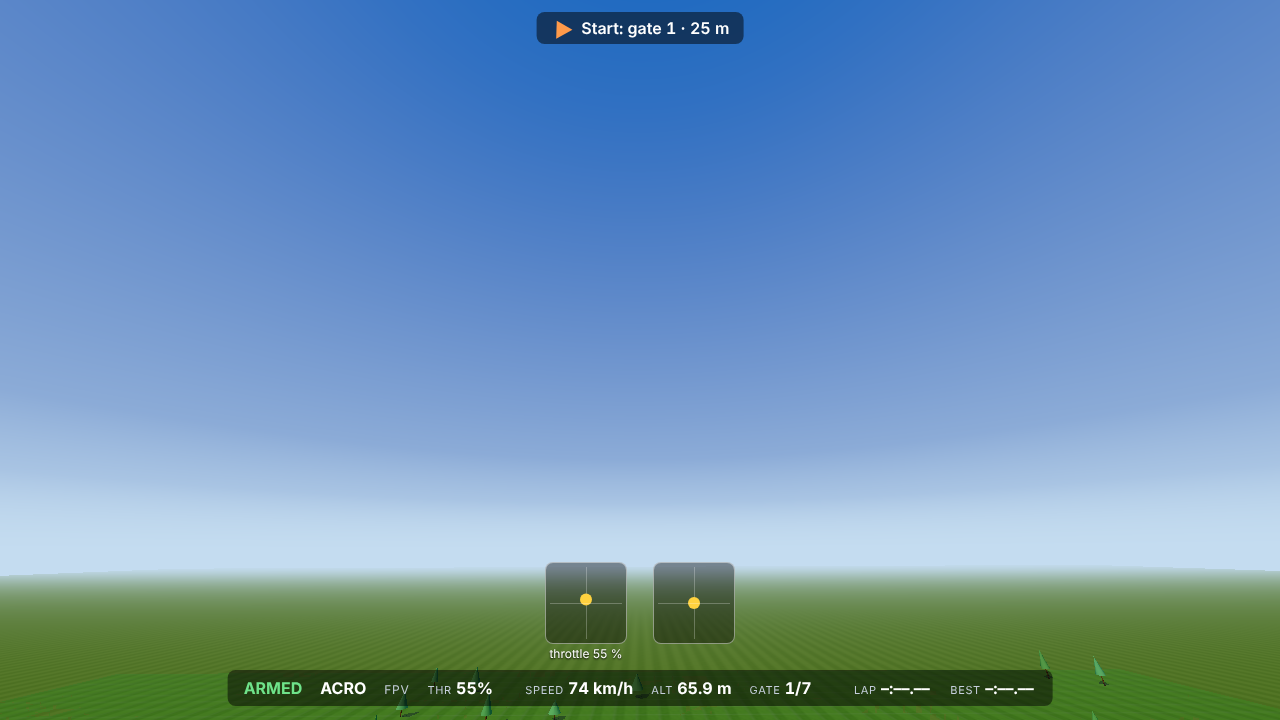 Start: gate 1 · 25 m
throttle 55 %
ARMED ACRO FPV THR 55% SPEED 74 km/h ALT 65.9 m GATE 1/7 LAP –:––.–– BEST –:––.––